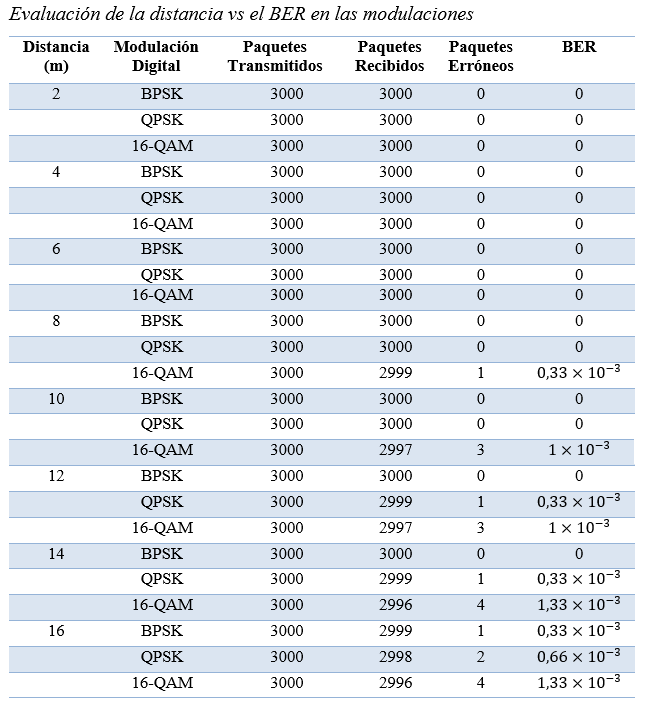 Evaluación de la distancia vs el BER en las modulaciones
Distancia (m) Modulación Digital Paquetes Transmitidos Paquetes Recibidos Paquetes Erróneos BER
2 BPSK 3000 3000 0 0
QPSK 3000 3000 0 0
16-QAM 3000 3000 0 0
4 BPSK 3000 3000 0 0
QPSK 3000 3000 0 0
16-QAM 3000 3000 0 0
6 BPSK 3000 3000 0 0
QPSK 3000 3000 0 0
16-QAM 3000 3000 0 0
8 BPSK 3000 3000 0 0
QPSK 3000 3000 0 0
16-QAM 3000 2999 1 0,33 × 10⁻³
10 BPSK 3000 3000 0 0
QPSK 3000 3000 0 0
16-QAM 3000 2997 3 1 × 10⁻³
12 BPSK 3000 3000 0 0
QPSK 3000 2999 1 0,33 × 10⁻³
16-QAM 3000 2997 3 1 × 10⁻³
14 BPSK 3000 3000 0 0
QPSK 3000 2999 1 0,33 × 10⁻³
16-QAM 3000 2996 4 1,33 × 10⁻³
16 BPSK 3000 2999 1 0,33 × 10⁻³
QPSK 3000 2998 2 0,66 × 10⁻³
16-QAM 3000 2996 4 1,33 × 10⁻³